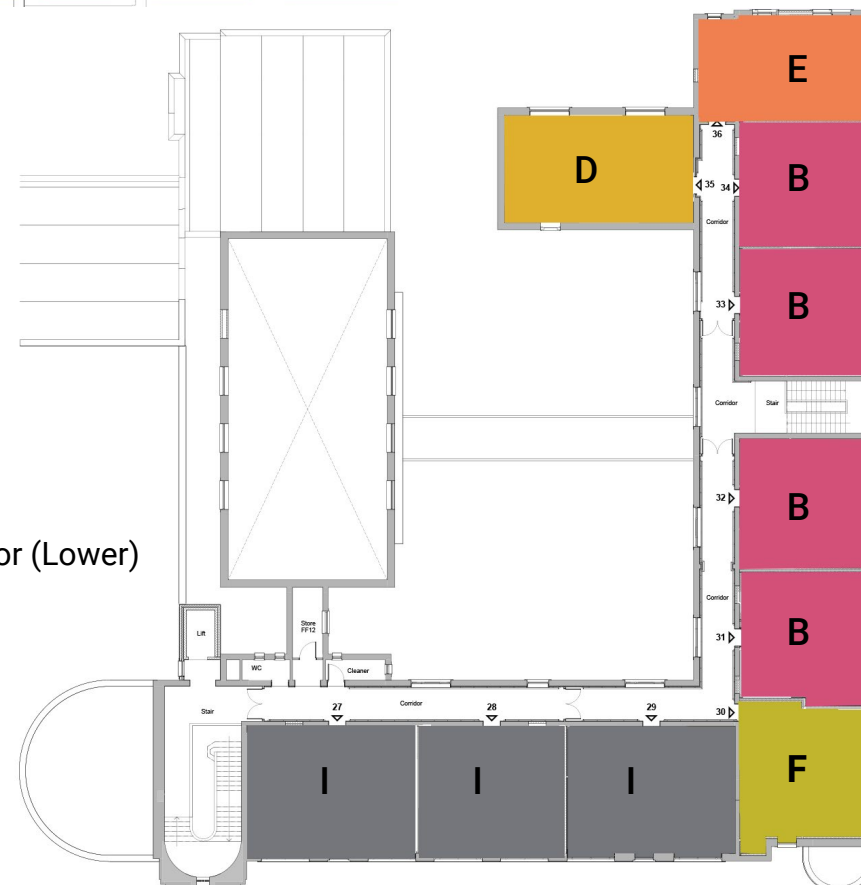 E
36
D
B
35
34
Corridor
B
33
Corridor
Stair
32
B
or (Lower)
Corridor
Store
FF12
Lift
31
B
WC
Cleaner
Stair
Corridor
27
28
29
30
I
I
I
F